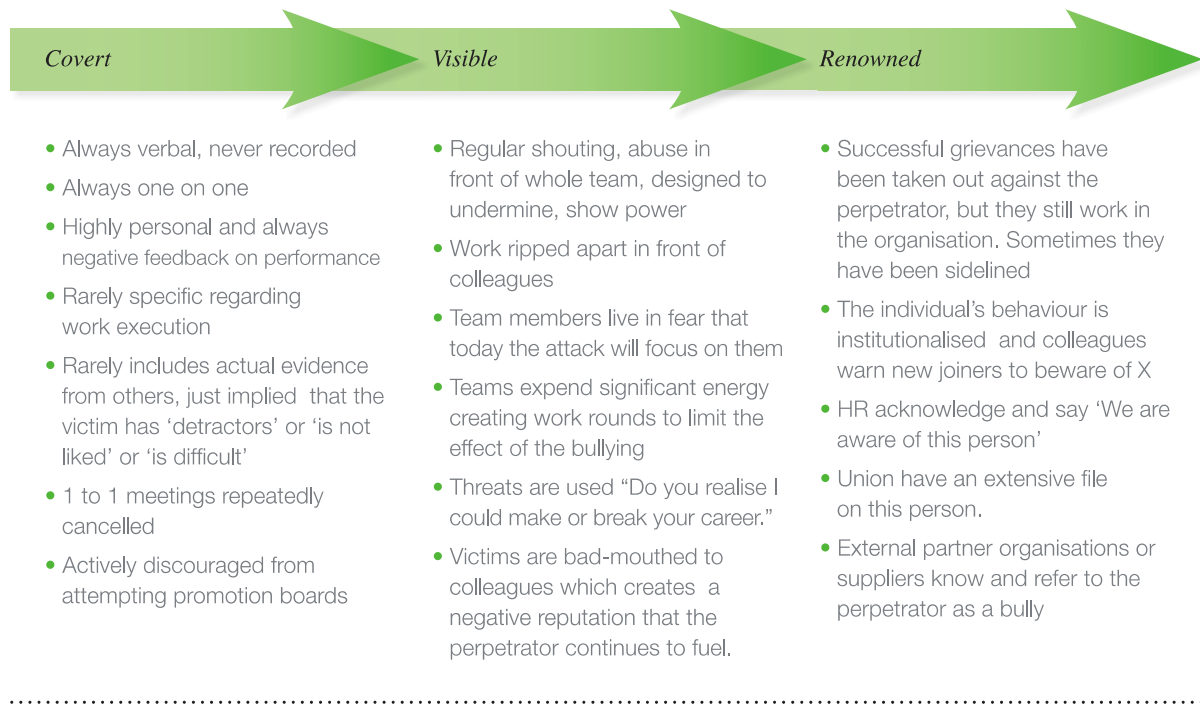 Covert
• Always verbal, never recorded
• Always one on one
• Highly personal and always
negative feedback on performance
• Rarely specific regarding
work execution
• Rarely includes actual evidence
from others, just implied  that the
victim has ‘detractors’ or ‘is not
liked’ or ‘is difficult’
• 1 to 1 meetings repeatedly
cancelled
• Actively discouraged from
attempting promotion boards
Visible
• Regular shouting, abuse in
front of whole team, designed to
undermine, show power
• Work ripped apart in front of
colleagues
• Team members live in fear that
today the attack will focus on them
• Teams expend significant energy
creating work rounds to limit the
effect of the bullying
• Threats are used “Do you realise I
could make or break your career.”
• Victims are bad-mouthed to
colleagues which creates  a
negative reputation that the
perpetrator continues to fuel.
Renowned
• Successful grievances have
been taken out against the
perpetrator, but they still work in
the organisation. Sometimes they
have been sidelined
• The individual’s behaviour is
institutionalised  and colleagues
warn new joiners to beware of X
• HR acknowledge and say ‘We are
aware of this person’
• Union have an extensive file
on this person.
• External partner organisations or
suppliers know and refer to the
perpetrator as a bully